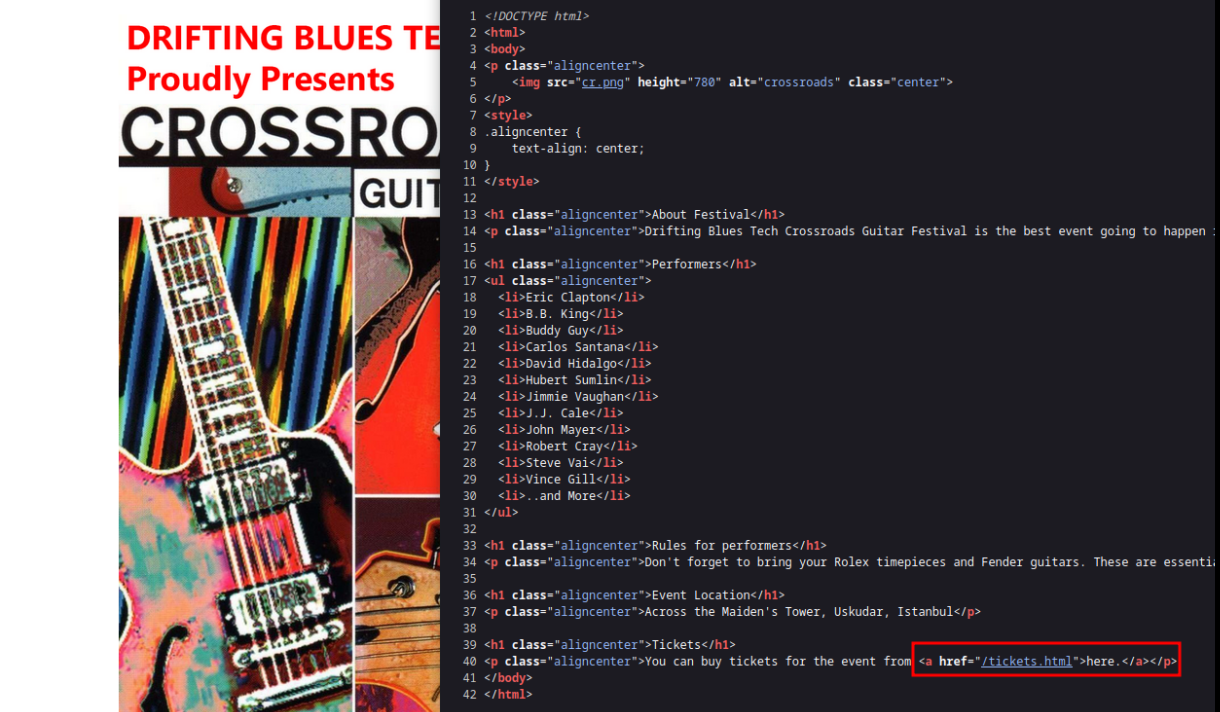 DRIFTING BLUES TE
Proudly Presents
CROSSRO
GUIT
1 <!DOCTYPE html>
2 <html>
3 <body>
4 <p class="aligncenter">
5     <img src="cr.png" height="780" alt="crossroads" class="center">
6 </p>
7 <style>
8 .aligncenter {
9     text-align: center;
10 }
11 </style>
12
13 <h1 class="aligncenter">About Festival</h1>
14 <p class="aligncenter">Drifting Blues Tech Crossroads Guitar Festival is the best event going to happen
15
16 <h1 class="aligncenter">Performers</h1>
17 <ul class="aligncenter">
18   <li>Eric Clapton</li>
19   <li>B.B. King</li>
20   <li>Buddy Guy</li>
21   <li>Carlos Santana</li>
22   <li>David Hidalgo</li>
23   <li>Hubert Sumlin</li>
24   <li>Jimmie Vaughan</li>
25   <li>J.J. Cale</li>
26   <li>John Mayer</li>
27   <li>Robert Cray</li>
28   <li>Steve Vai</li>
29   <li>Vince Gill</li>
30   <li>..and More</li>
31 </ul>
32
33 <h1 class="aligncenter">Rules for performers</h1>
34 <p class="aligncenter">Don't forget to bring your Rolex timepieces and Fender guitars. These are essentia
35
36 <h1 class="aligncenter">Event Location</h1>
37 <p class="aligncenter">Across the Maiden's Tower, Uskudar, Istanbul</p>
38
39 <h1 class="aligncenter">Tickets</h1>
40 <p class="aligncenter">You can buy tickets for the event from <a href="/tickets.html">here.</a></p>
41 </body>
42 </html>